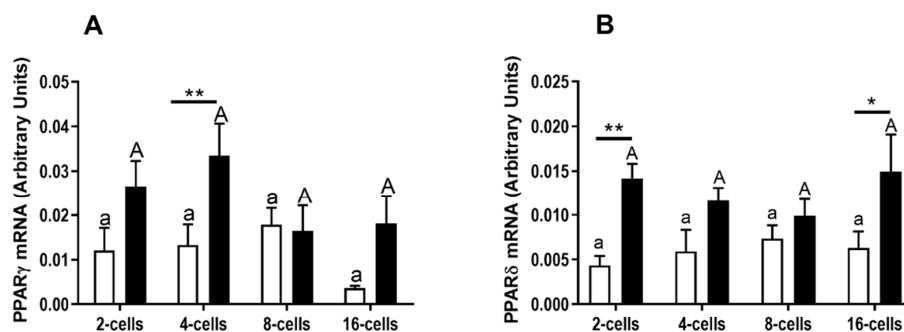 A
PPARγ mRNA (Arbitrary Units)
0.05
0.04
0.03
0.02
0.01
0.00
**
a A a A a A a A
2-cells 4-cells 8-cells 16-cells
B
PPARδ mRNA (Arbitrary Units)
0.025
0.020
0.015
0.010
0.005
0.000
** *
a A a A a A a A
2-cells 4-cells 8-cells 16-cells